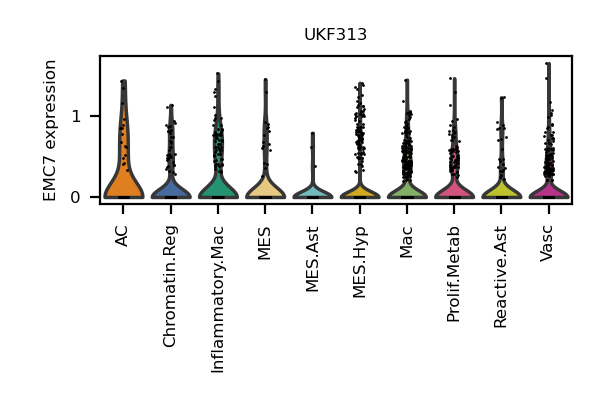 UKF313
EMC7 expression
1
0
AC
Chromatin.Reg
Inflammatory.Mac
MES
MES.Ast
MES.Hyp
Mac
Prolif.Metab
Reactive.Ast
Vasc